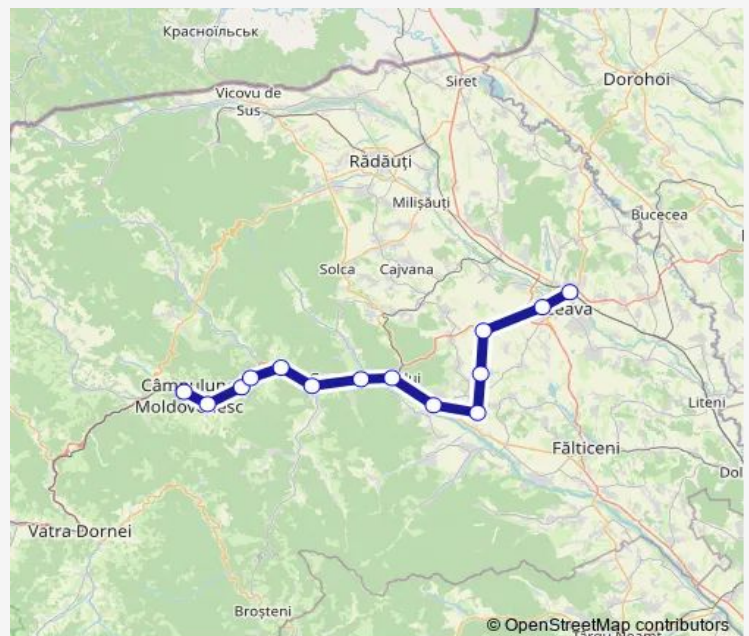 Красноїльськ
Siret
Dorohoi
Vicovu de
Sus
Rădăuți
Milișăuți
Bucecea
Solca
Cajvana
Moldovenesc
Liteni
Fălticeni
Vatra Dornei
Broșteni
© OpenStreetMap contributors